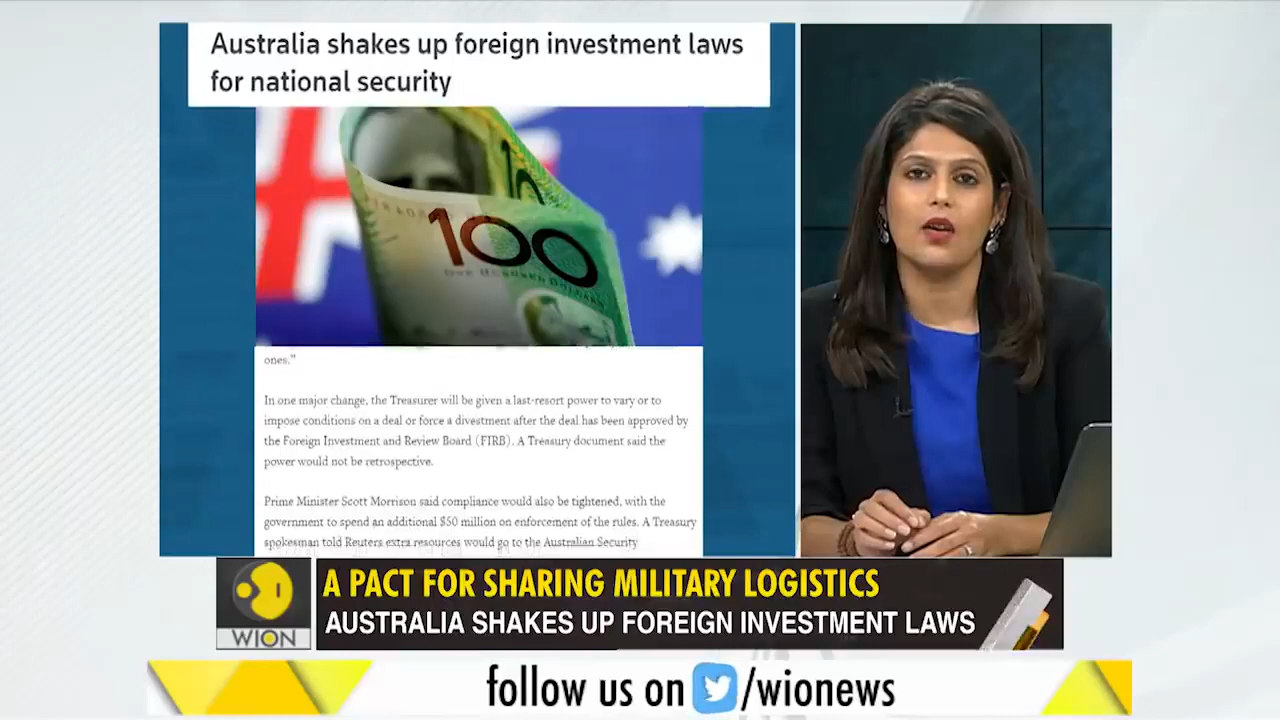 Australia shakes up foreign investment laws
for national security
100
ones."
In one major change, the Treasurer will be given a last-resort power to vary or to
impose conditions on a deal or force a divestment after the deal has been approved by
the Foreign Investment and Review Board (FIRB). A Treasury document said the
power would not be retrospective.
Prime Minister Scott Morrison said compliance would also be tightened, with the
government to spend an additional $50 million on enforcement of the rules. A Treasury
spokesman told Reuters extra resources would go to the Australian Security
A PACT FOR SHARING MILITARY LOGISTICS
AUSTRALIA SHAKES UP FOREIGN INVESTMENT LAWS
WION
follow us on /wionews